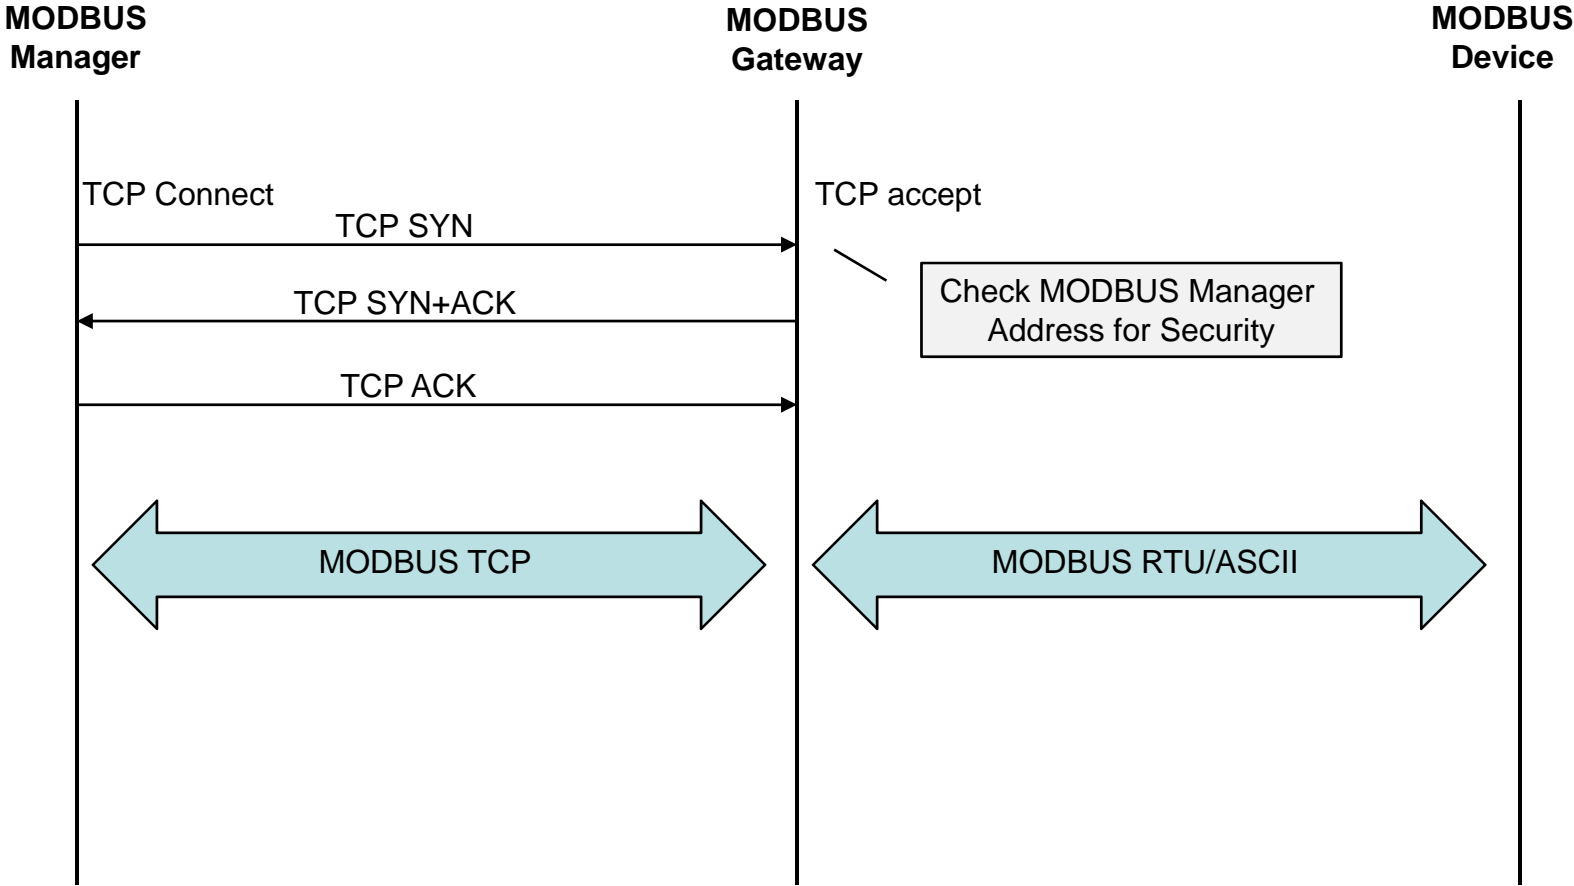 MODBUS
Manager
MODBUS
Gateway
MODBUS
Device
TCP Connect
TCP accept
TCP SYN
Check MODBUS Manager
Address for Security
TCP SYN+ACK
TCP ACK
MODBUS TCP
MODBUS RTU/ASCII